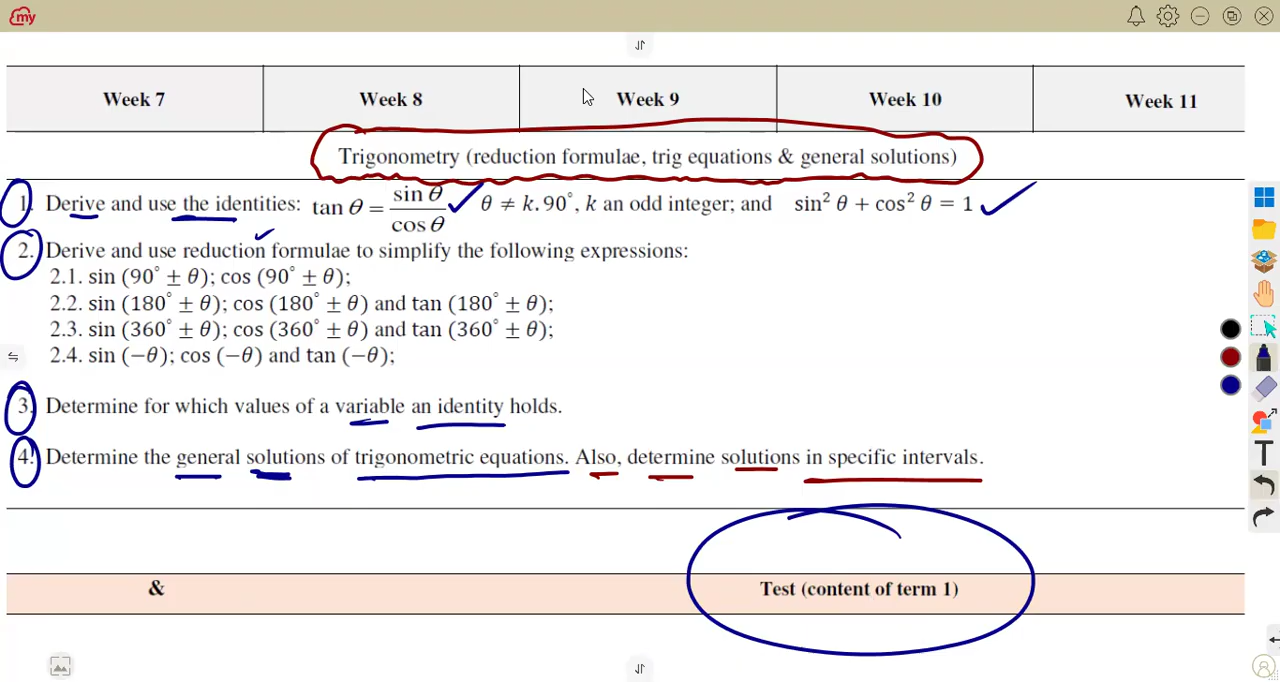 my
Week 7 Week 8 Week 9 Week 10 Week 11
Trigonometry (reduction formulae, trig equations & general solutions)
1. Derive and use the identities: tan θ = sin θ / cos θ θ ≠ k.90°, k an odd integer; and sin² θ + cos² θ = 1
2. Derive and use reduction formulae to simplify the following expressions:
2.1. sin (90° ± θ); cos (90° ± θ);
2.2. sin (180° ± θ); cos (180° ± θ) and tan (180° ± θ);
2.3. sin (360° ± θ); cos (360° ± θ) and tan (360° ± θ);
2.4. sin (−θ); cos (−θ) and tan (−θ);
3. Determine for which values of a variable an identity holds.
4. Determine the general solutions of trigonometric equations. Also, determine solutions in specific intervals.
& Test (content of term 1)